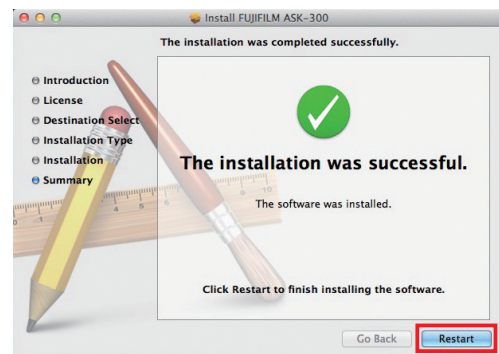 Install FUJIFILM ASK-300
The installation was completed successfully.
Introduction
License
Destination Select
Installation Type
Installation
Summary
The installation was successful.
The software was installed.
Click Restart to finish installing the software.
Go Back
Restart